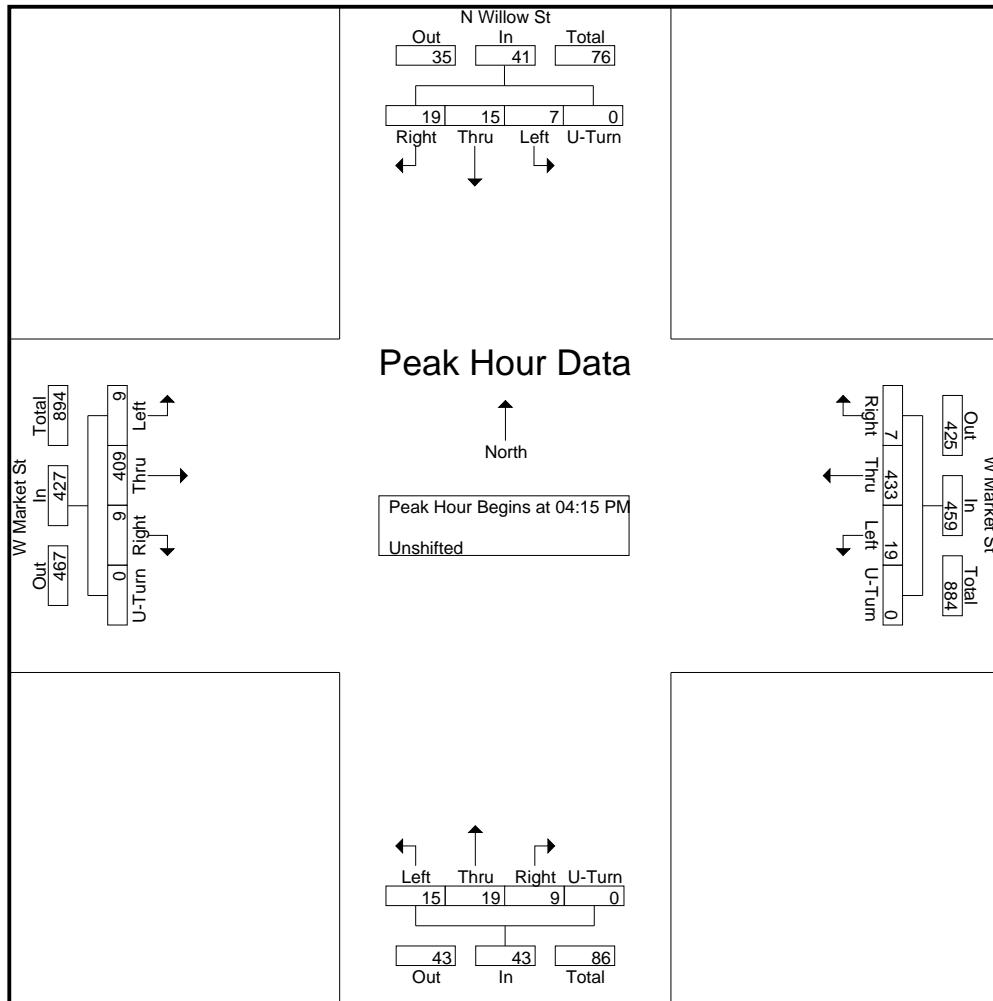 N Willow St
Out In Total
35 41 76
19 15 7 0
Right Thru Left U-Turn
Peak Hour Data
North
Peak Hour Begins at 04:15 PM
Unshifted
W Market St
Total In Out
894 427 467
9 409 9 0
Left Thru Right U-Turn
W Market St
Out In Total
425 459 884
7 433 19 0
Right Thru Left U-Turn
Left Thru Right U-Turn
15 19 9 0
43 43 86
Out In Total